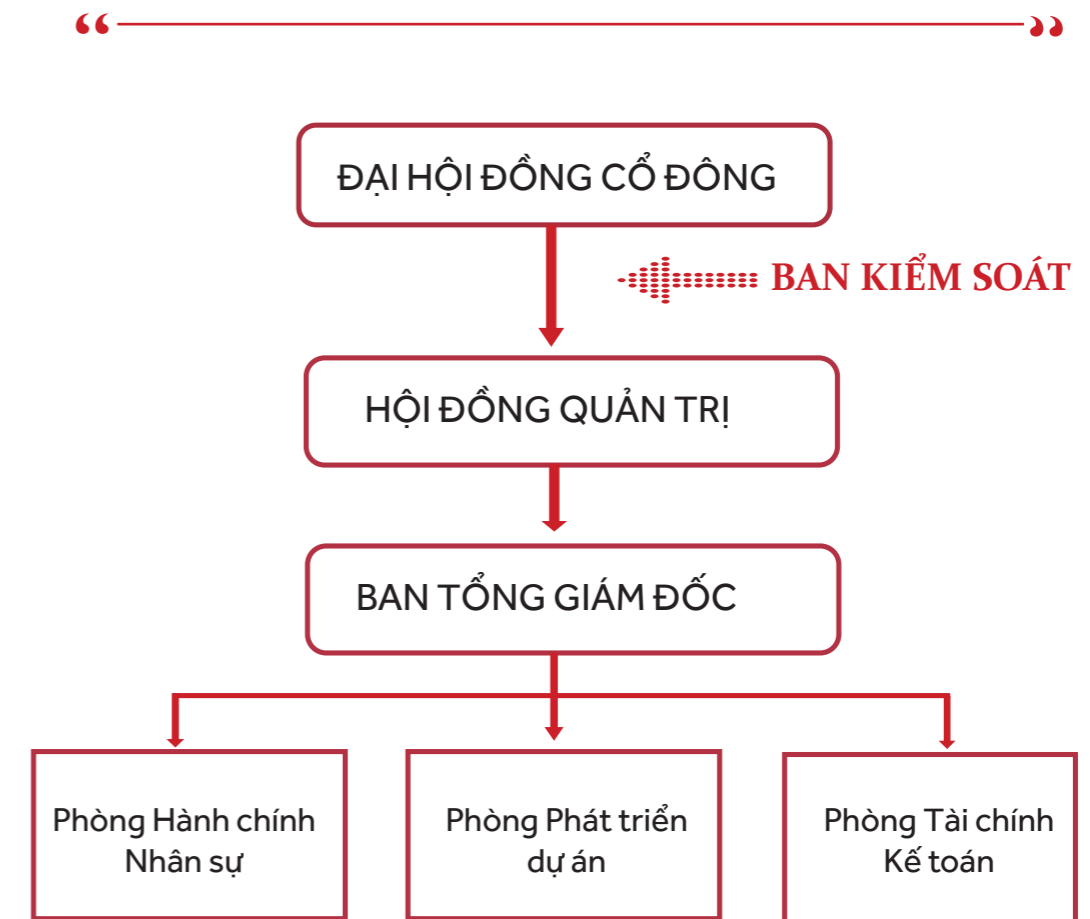 “ ”
ĐẠI HỘI ĐỒNG CỔ ĐÔNG
BAN KIỂM SOÁT
HỘI ĐỒNG QUẢN TRỊ
BAN TỔNG GIÁM ĐỐC
Phòng Hành chính
Nhân sự
Phòng Phát triển
dự án
Phòng Tài chính
Kế toán